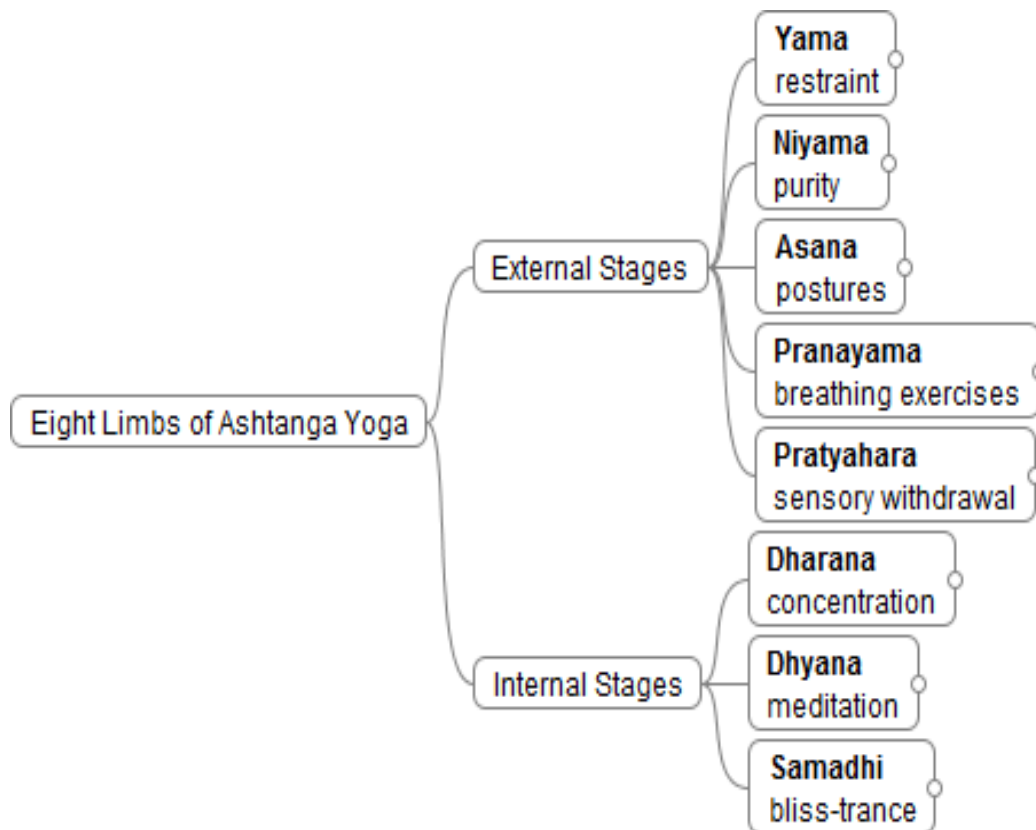 Yama
restraint
Niyama
purity
External Stages
Asana
postures
Pranayama
breathing exercises
Eight Limbs of Ashtanga Yoga
Pratyahara
sensory withdrawal
Dharana
concentration
Internal Stages
Dhyana
meditation
Samadhi
bliss-trance